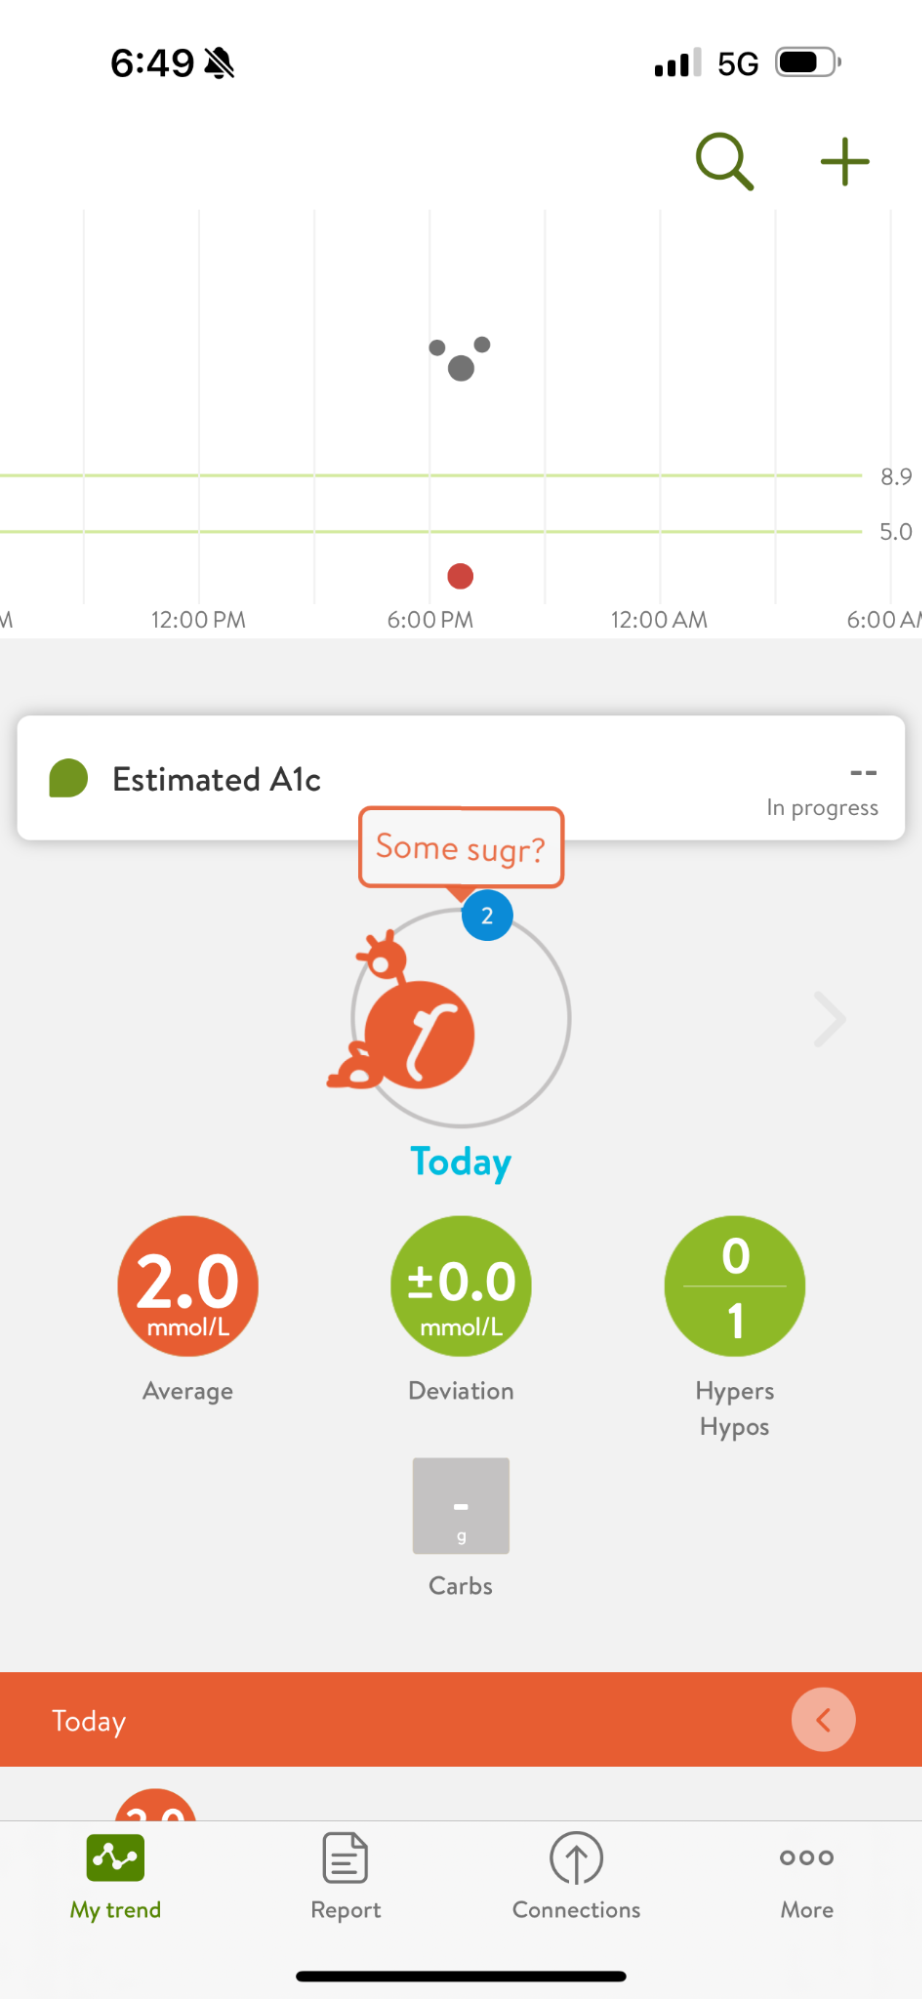 6:49
5G
8.9
5.0
M
12:00 PM
6:00 PM
12:00 AM
6:00 AM
Estimated A1c
--
In progress
Some sugr?
2
Today
2.0
mmol/L
±0.0
mmol/L
0
1
Average
Deviation
Hypers
Hypos
-
g
Carbs
Today
2.0
My trend
Report
Connections
More